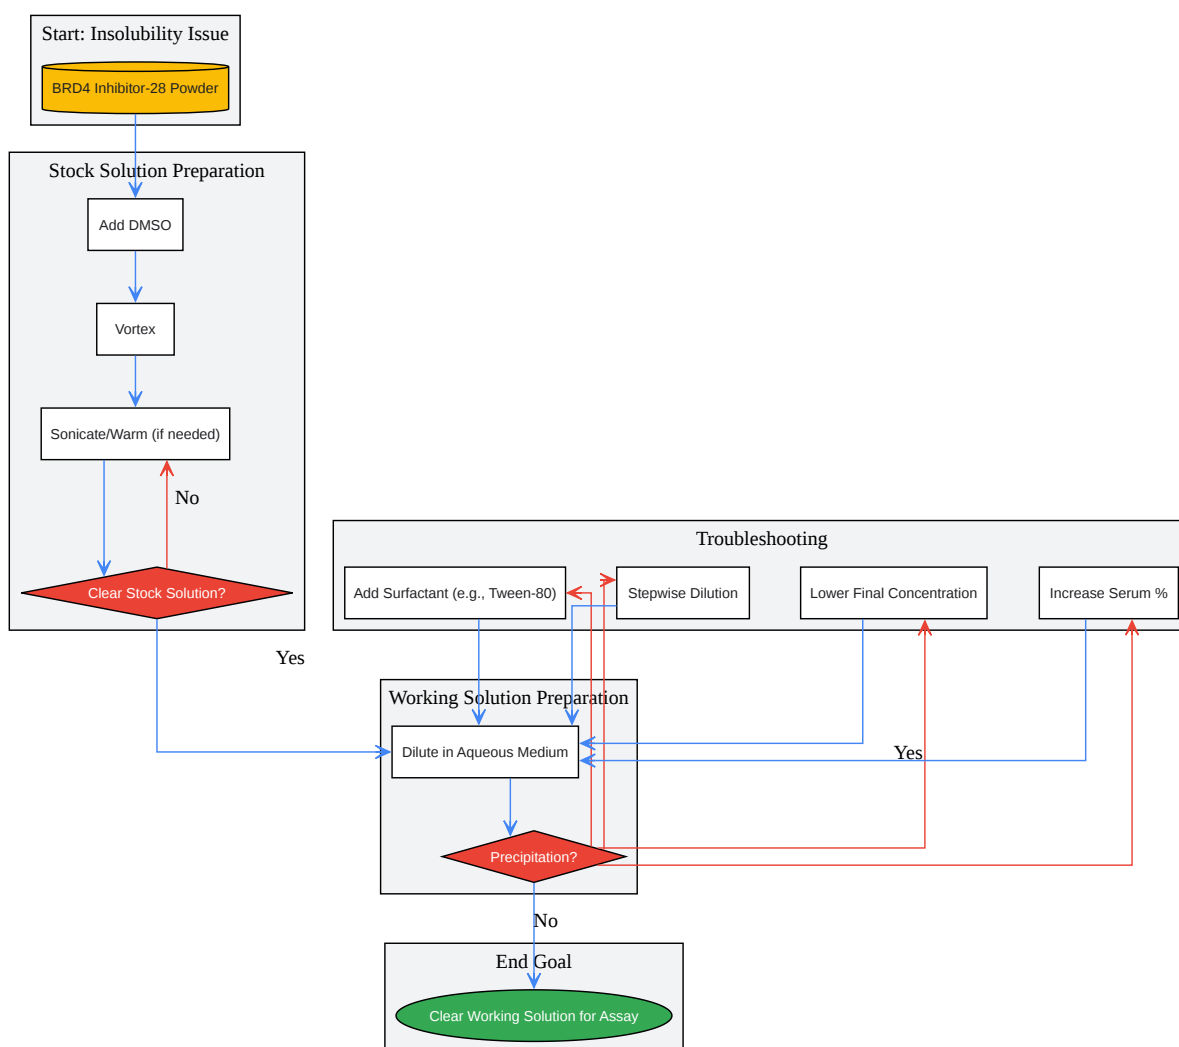 Start: Insolubility Issue
BRD4 Inhibitor-28 Powder
Stock Solution Preparation
Add DMSO
Vortex
Sonicate/Warm (if needed)
No
Clear Stock Solution?
Yes
Troubleshooting
Add Surfactant (e.g., Tween-80)
Stepwise Dilution
Lower Final Concentration
Increase Serum %
Working Solution Preparation
Dilute in Aqueous Medium
Yes
Precipitation?
No
End Goal
Clear Working Solution for Assay